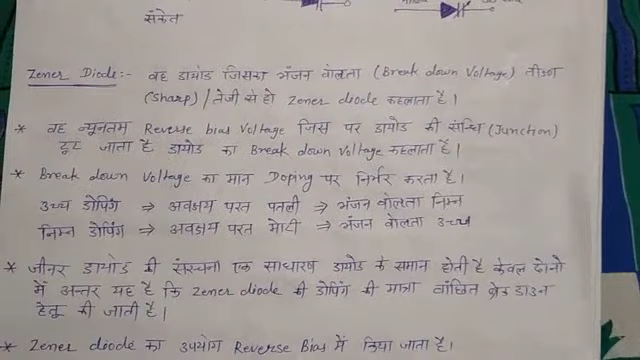 संकेत
Zener Diode:- वह डायोड जिसका भंजन वोल्टता (Break down Voltage) तीक्ष्ण
(Sharp) / तेजी से हो Zener diode कहलाता है।
* वह न्यूनतम Reverse bias Voltage जिस पर डायोड की संन्धि (Junction)
टूट जाता है डायोड का Break down Voltage कहलाता है।
* Break down Voltage का मान Doping पर निर्भर करता है।
उच्च डोपिंग ⇒ अवक्षय परत पतली ⇒ भंजन वोल्टता निम्न
निम्न डोपिंग ⇒ अवक्षय परत मोटी ⇒ भंजन वोल्टता उच्च
* जीनर डायोड की संरचना एक साधारण डायोड के समान होती है केवल दोनो
में अन्तर यह है कि Zener diode की डोपिंग की मात्रा वांछित ब्रेक डाउन
हेतू की जाती है।
* Zener diode का उपयोग Reverse Bias में किया जाता है।